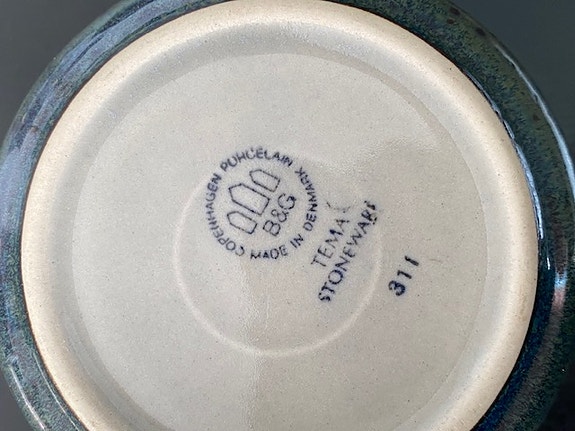 COPENHAGEN PORCELAIN
B&G
MADE IN DENMARK
TEMA
STONEWARE
311